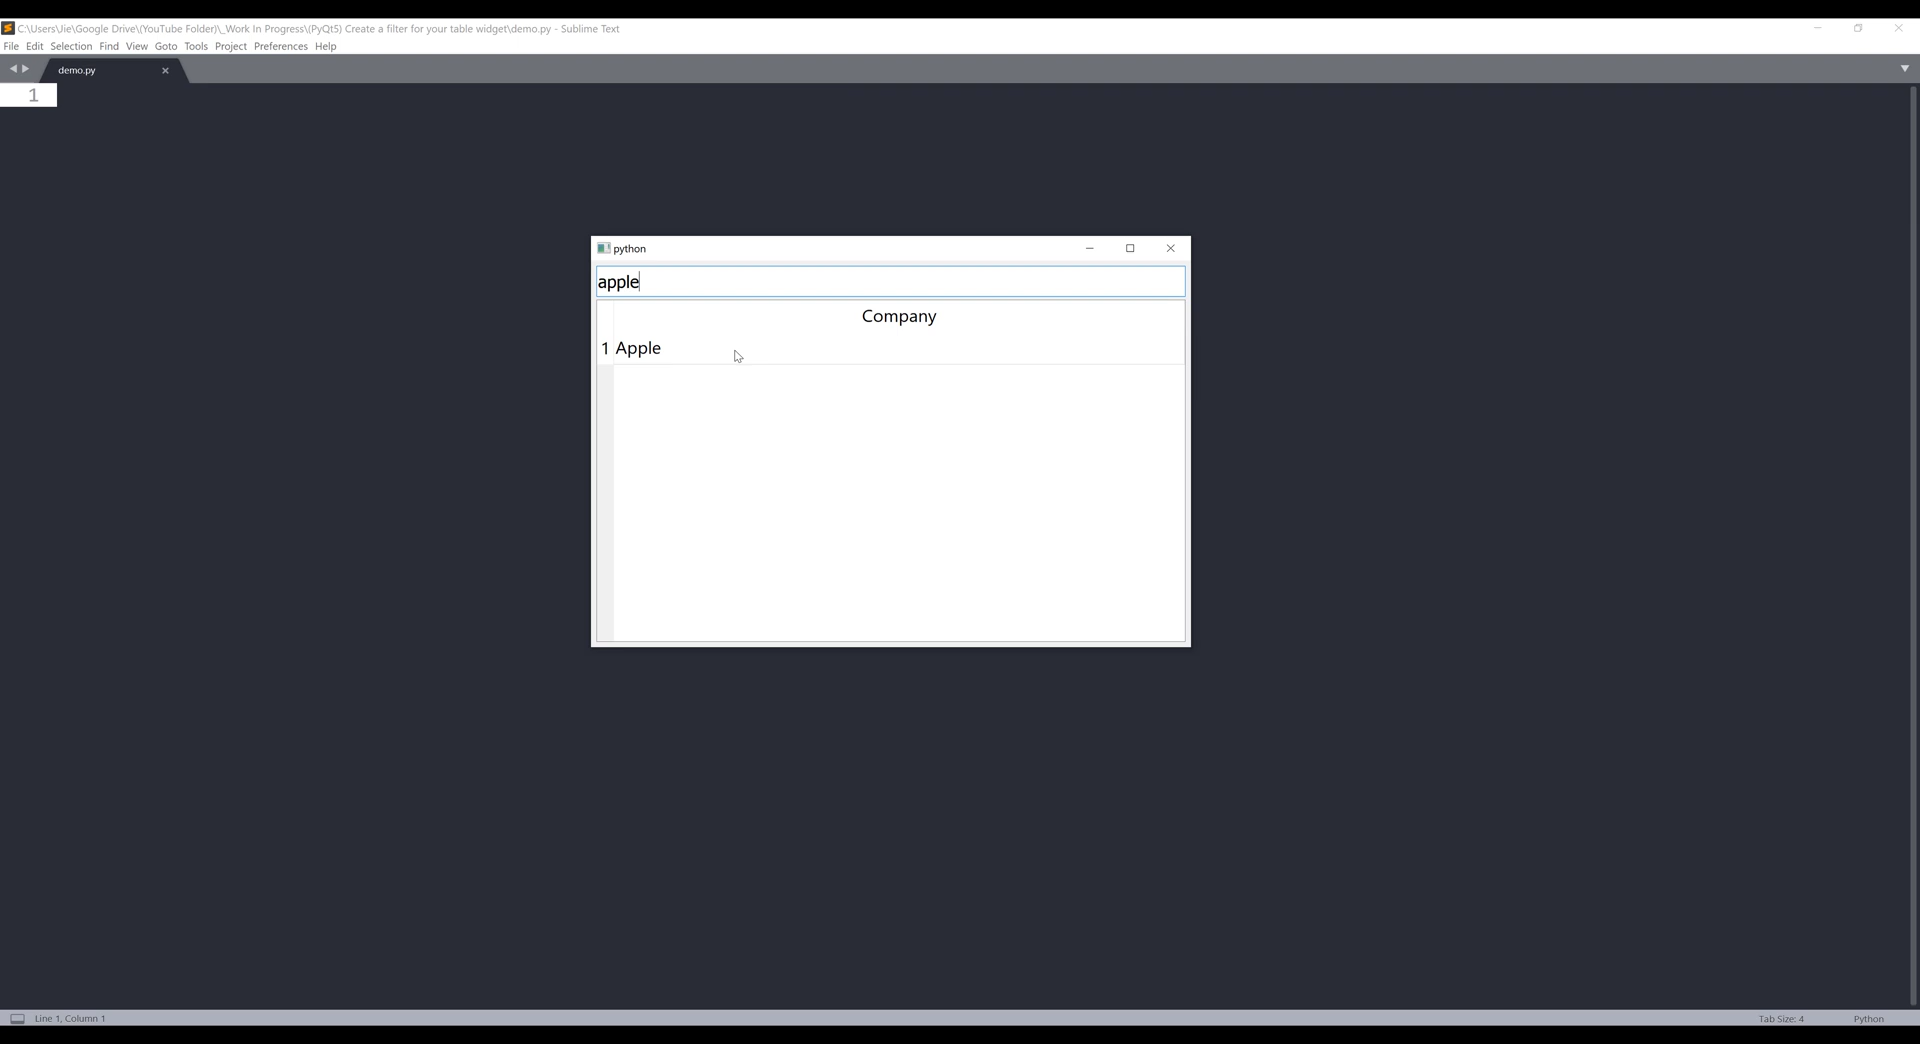 C:\Users\Jie\Google Drive\(YouTube Folder)\_Work In Progress\(PyQt5) Create a filter for your table widget\demo.py - Sublime Text
File Edit Selection Find View Goto Tools Project Preferences Help
demo.py
1
python
apple
Company
1 Apple
Line 1, Column 1 Tab Size: 4 Python